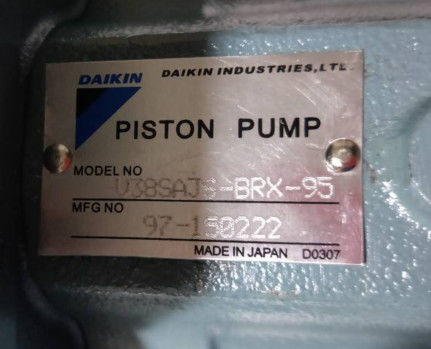 DAIKIN DAIKIN INDUSTRIES,LTD.
PISTON PUMP
MODEL NO
V38SAJS-BRX-95
MFG NO
97-150222
MADE IN JAPAN D0307